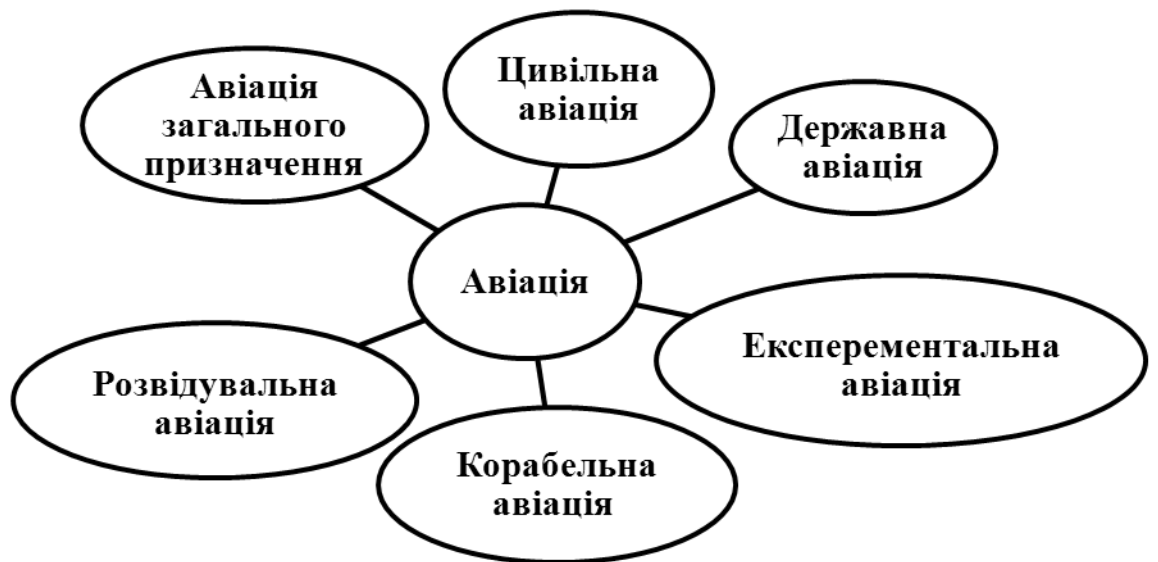 Авіація
загального
призначення
Цивільна
авіація
Державна
авіація
Авіація
Розвідувальна
авіація
Корабельна
авіація
Експерементальна
авіація